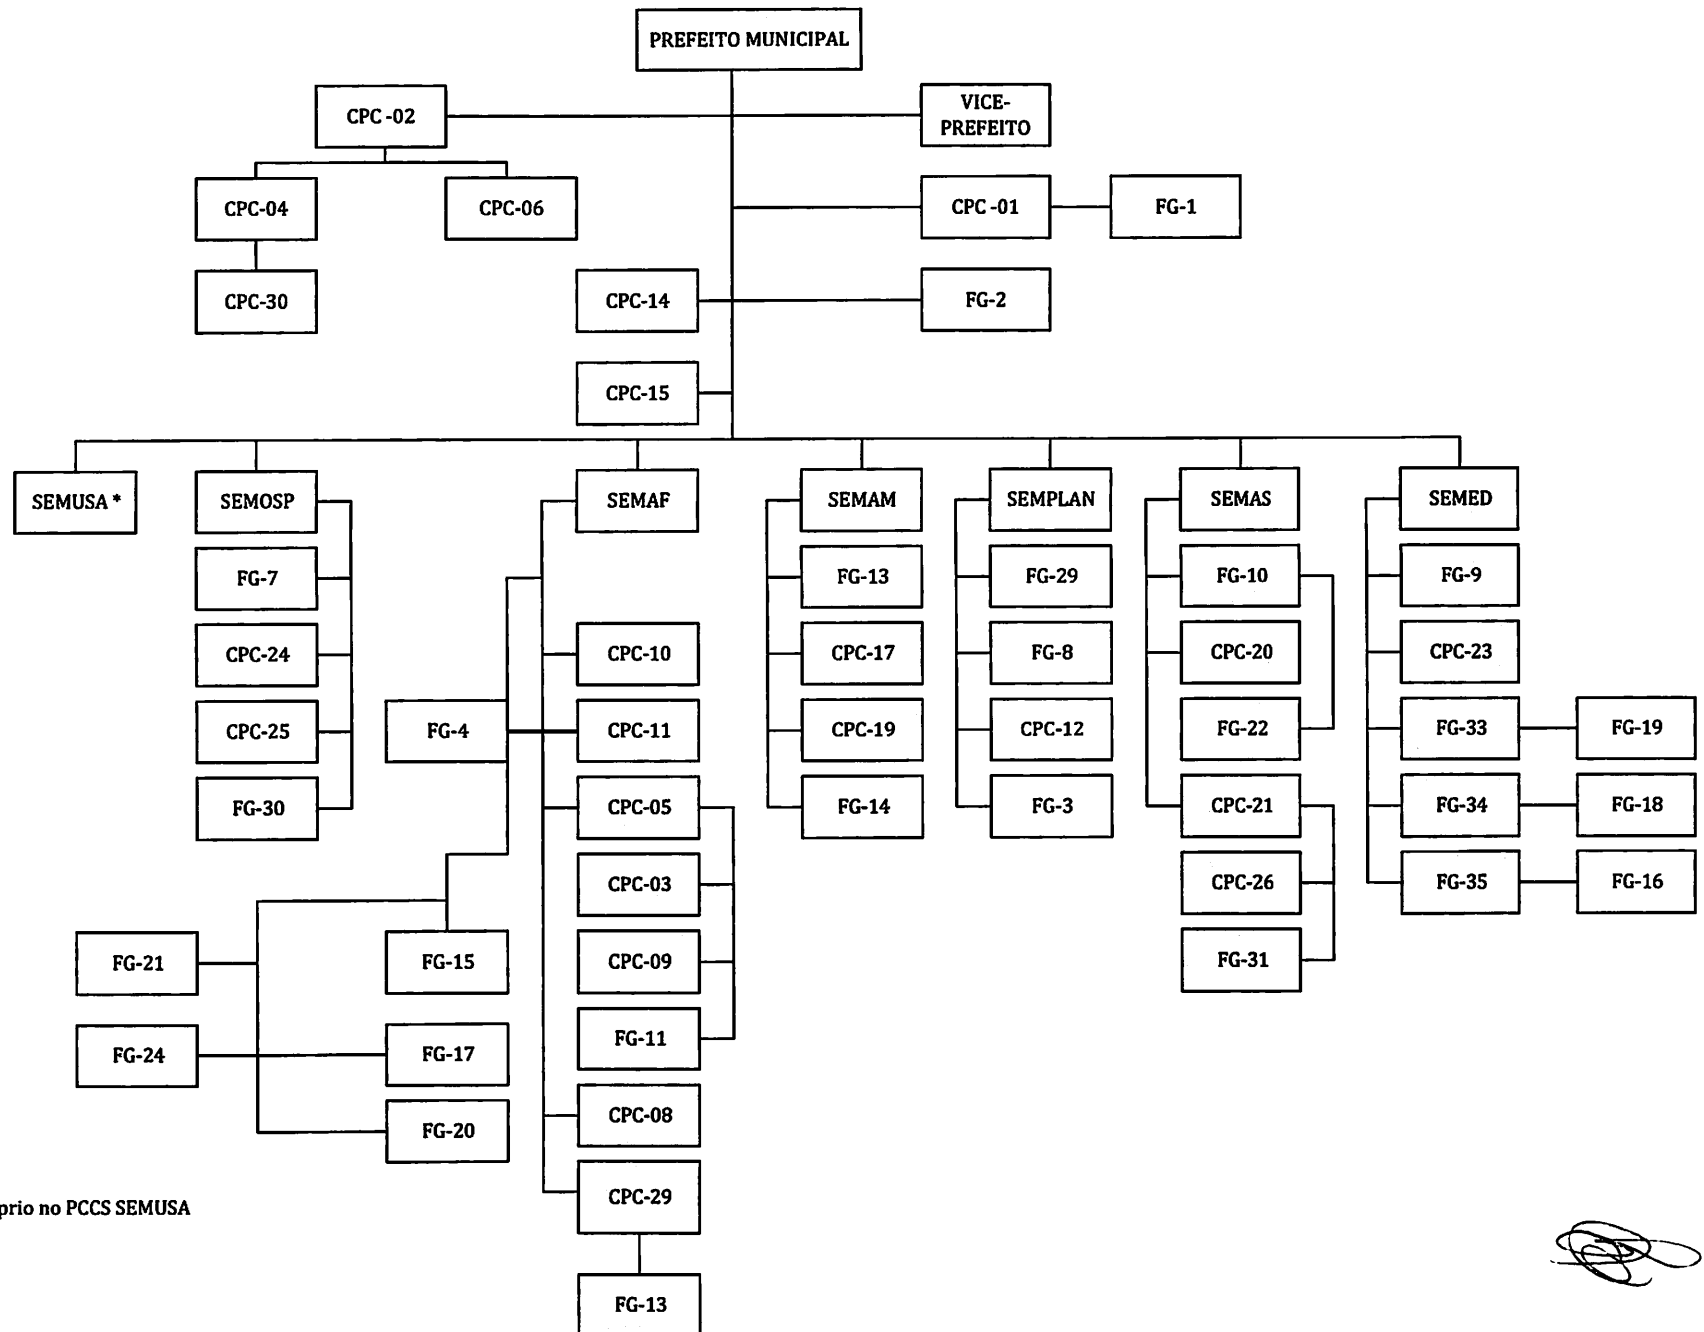 PREFEITO MUNICIPAL
CPC -02
VICE-
PREFEITO
CPC-04
CPC-06
CPC -01
FG-1
CPC-30
CPC-14
FG-2
CPC-15
SEMUSA *
SEMOSP
SEMAF
SEMAM
SEMPLAN
SEMAS
SEMED
FG-7
FG-13
FG-29
FG-10
FG-9
CPC-24
CPC-10
CPC-17
FG-8
CPC-20
CPC-23
CPC-25
FG-4
CPC-11
CPC-19
CPC-12
FG-22
FG-33
FG-19
FG-30
CPC-05
FG-14
FG-3
CPC-21
FG-34
FG-18
CPC-03
CPC-26
FG-35
FG-16
FG-21
FG-15
CPC-09
FG-31
FG-24
FG-17
FG-11
FG-20
CPC-08
CPC-29
prio no PCCS SEMUSA
FG-13